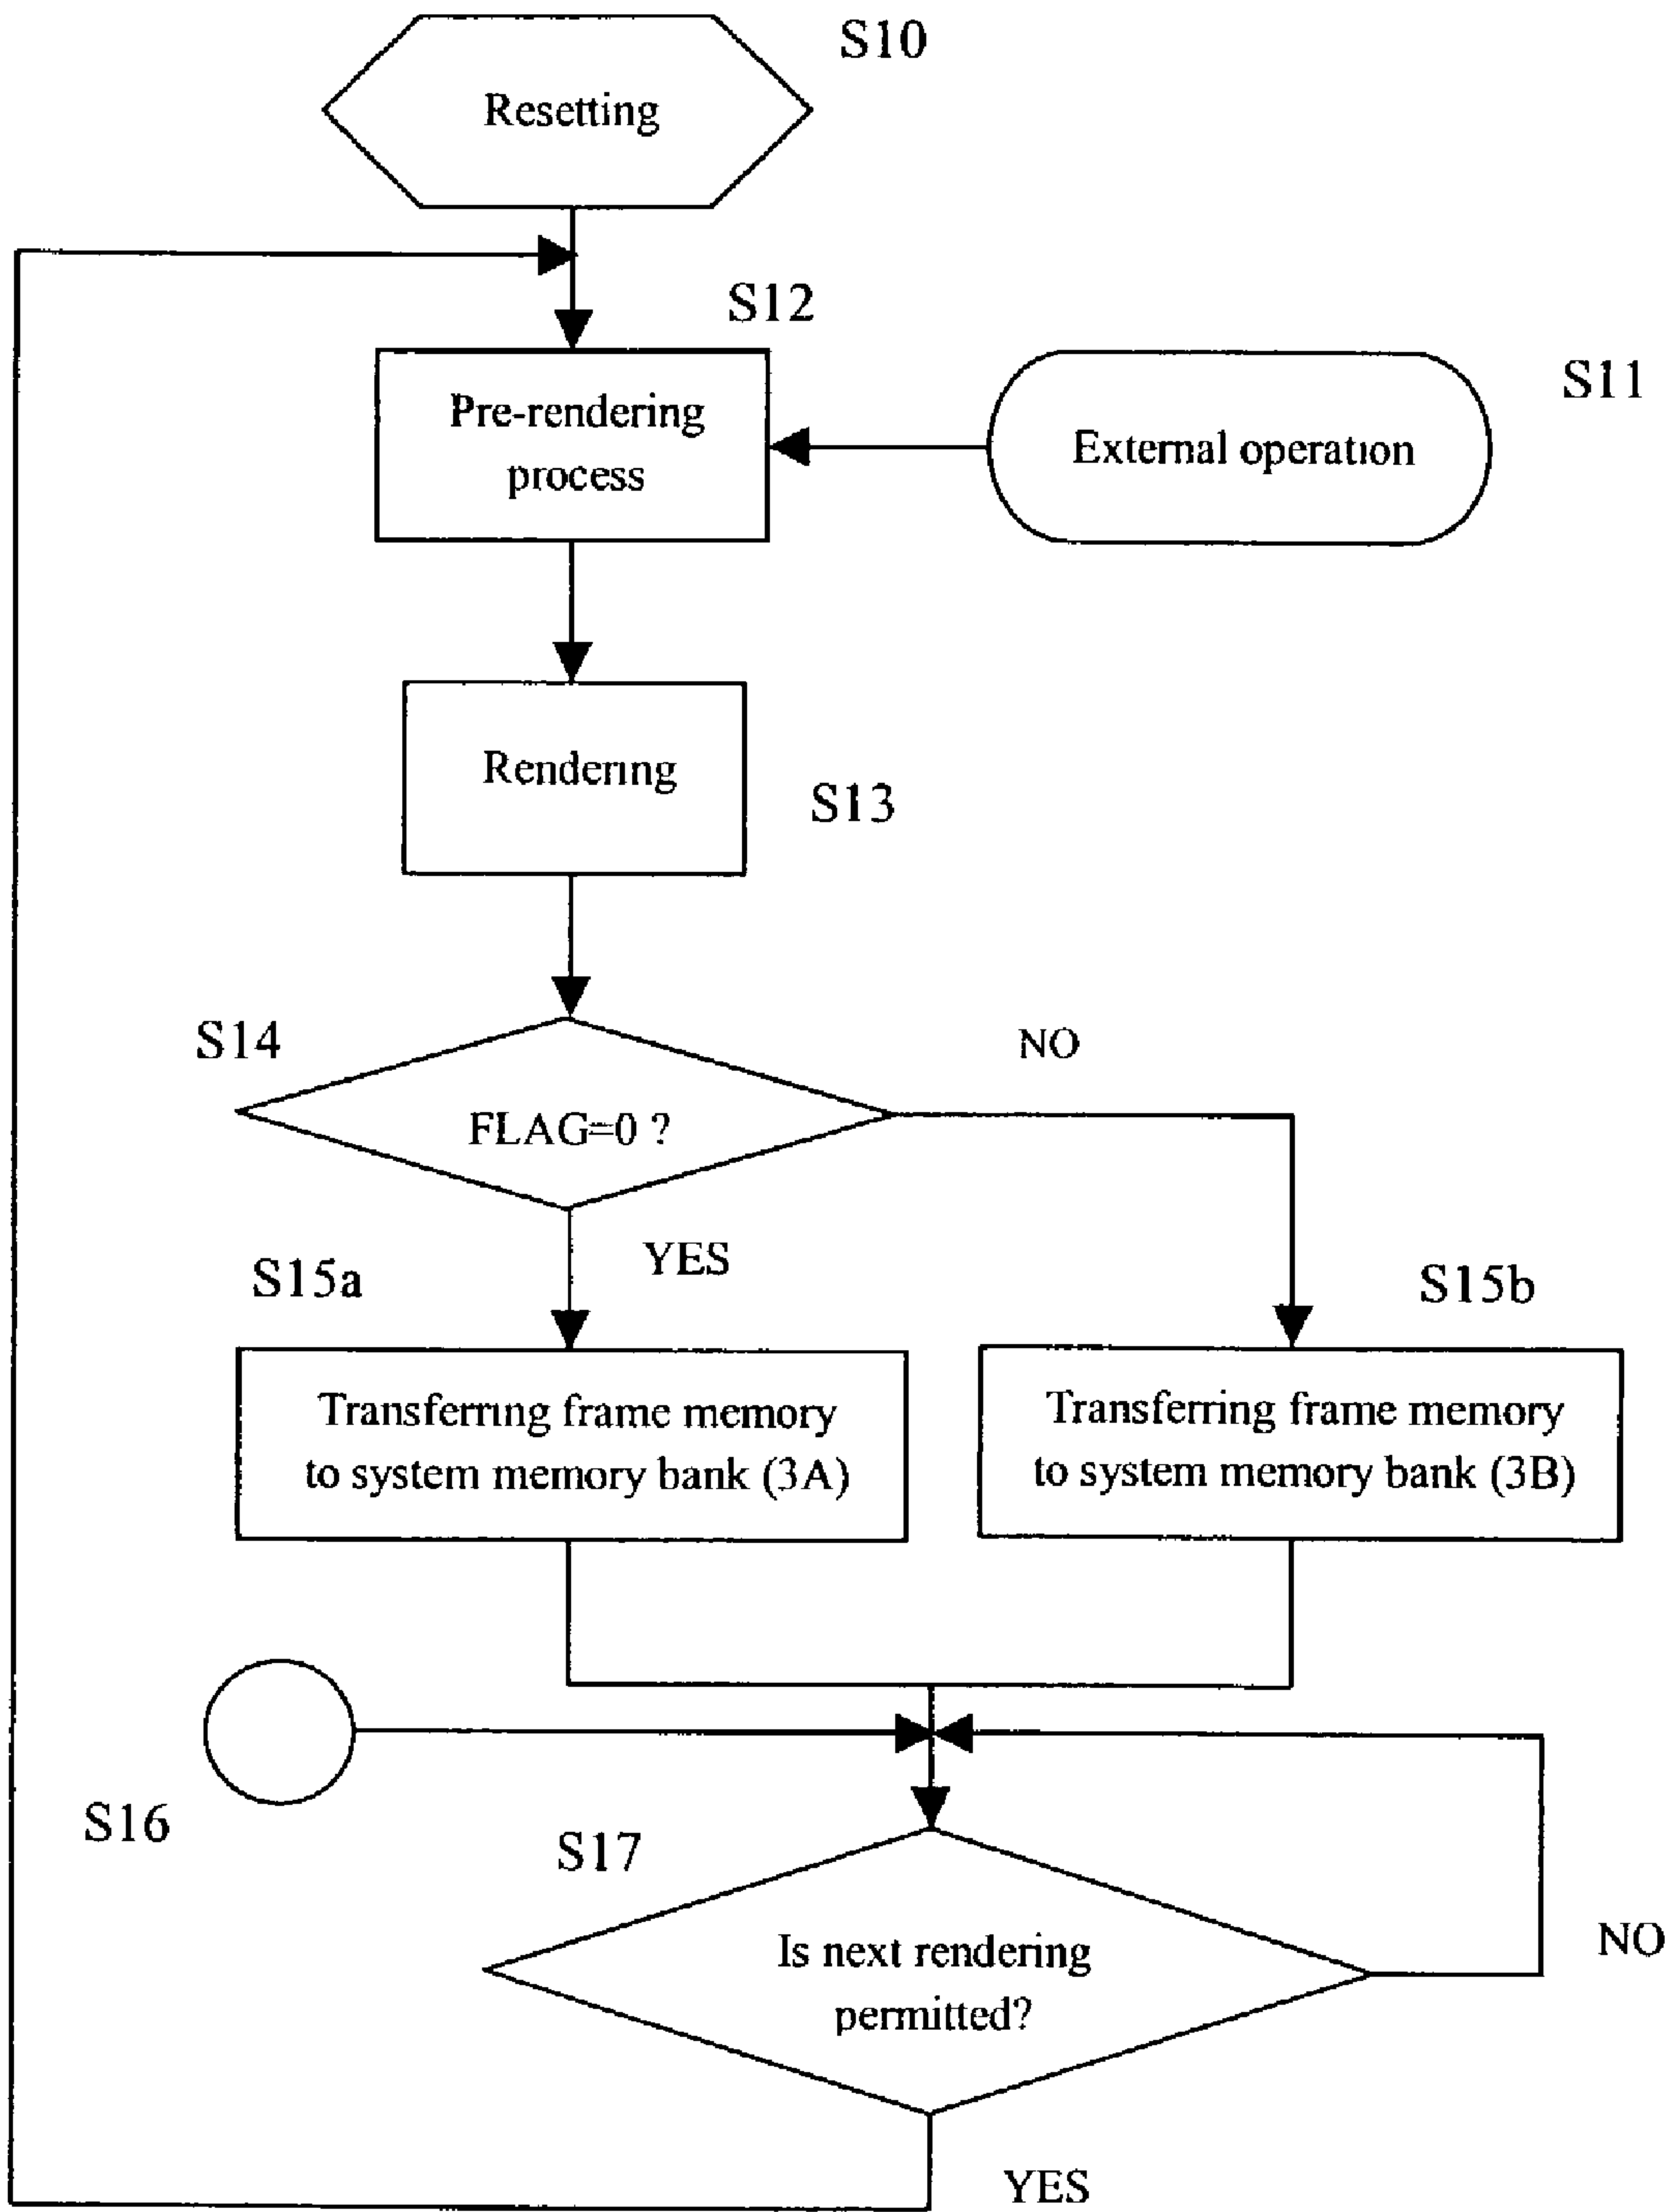 S10
Resetting
S12
Pre-rendering
process
S11
External operation
Rendering
S13
S14
NO
FLAG=0 ?
YES
S15a
S15b
Transferring frame memory
to system memory bank (3A)
Transferring frame memory
to system memory bank (3B)
S16
S17
Is next rendering
permitted?
NO
YES